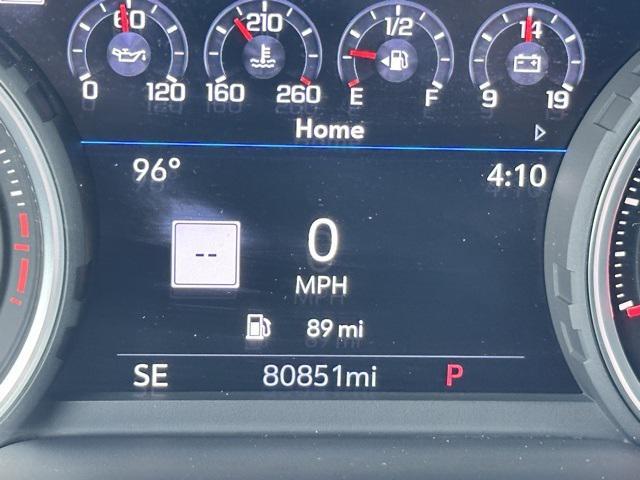 60 210 1/2 14
0 120 160 260 E F 9 19
Home
96° 4:10
-- 0
MPH
89 mi
SE 80851mi P